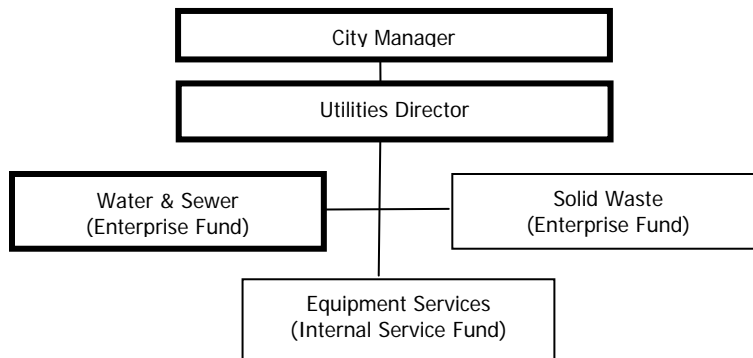 City Manager
Utilities Director
Water & Sewer
(Enterprise Fund)
Solid Waste
(Enterprise Fund)
Equipment Services
(Internal Service Fund)